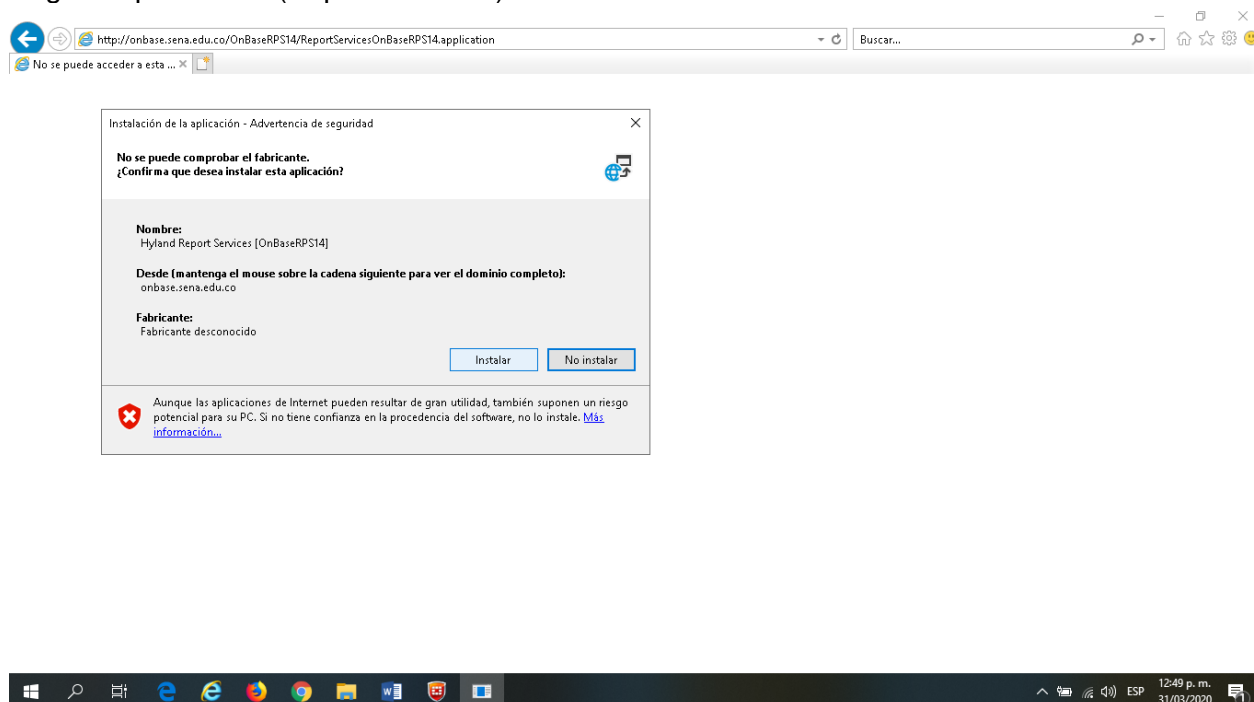 http://onbase.sena.edu.co/OnBaseRPS14/ReportServicesOnBaseRPS14.application
Buscar...
No se puede acceder a esta ...
Instalación de la aplicación - Advertencia de seguridad
No se puede comprobar el fabricante.
¿Confirma que desea instalar esta aplicación?
Nombre:
Hyland Report Services [OnBaseRPS14]
Desde (mantenga el mouse sobre la cadena siguiente para ver el dominio completo):
onbase.sena.edu.co
Fabricante:
Fabricante desconocido
Instalar No instalar
Aunque las aplicaciones de Internet pueden resultar de gran utilidad, también suponen un riesgo
potencial para su PC. Si no tiene confianza en la procedencia del software, no lo instale. Más
información...
ESP
12:49 p. m.
31/03/2020